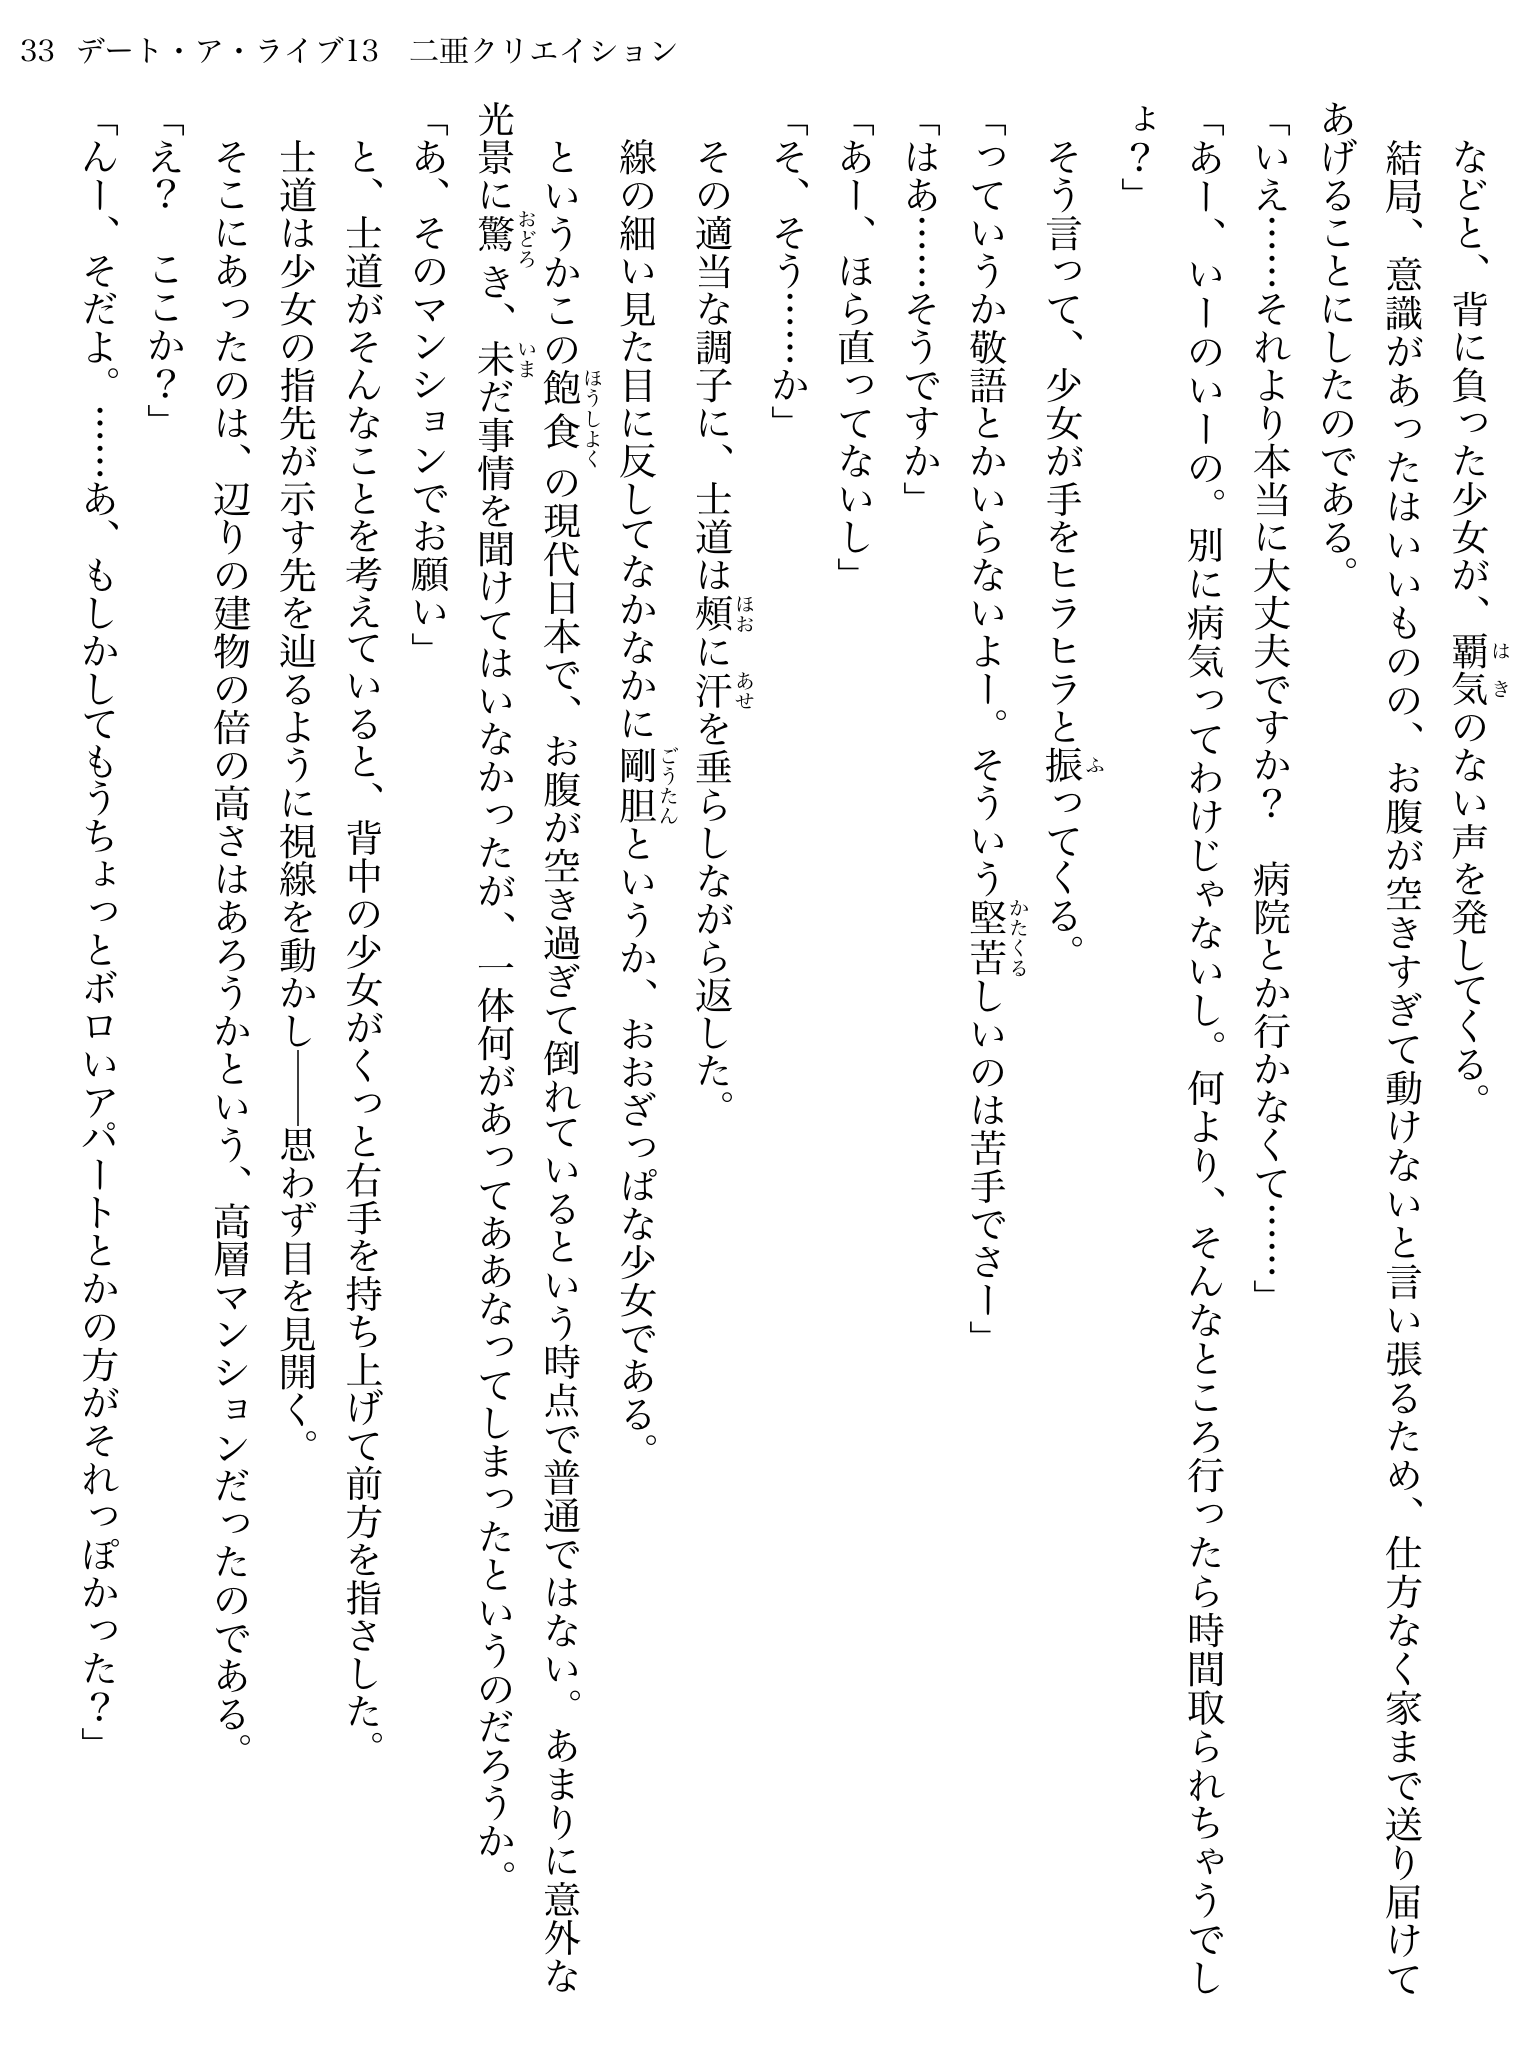 33 デート・ア・ライブ13　二亜クリエイション
　などと、背に負った少女が、覇気のない声を発してくる。
　結局、意識があったはいいものの、お腹が空きすぎて動けないと言い張るため、仕方なく家まで送り届けて
あげることにしたのである。
「いえ……それより本当に大丈夫ですか？　病院とか行かなくて……」
「あー、いーのいーの。別に病気ってわけじゃないし。何より、そんなところ行ったら時間取られちゃうでし
ょ？」
　そう言って、少女が手をヒラヒラと振ってくる。
「っていうか敬語とかいらないよー。そういう堅苦しいのは苦手でさー」
「はあ……そうですか」
「あー、ほら直ってないし」
「そ、そう……か」
　その適当な調子に、士道は頰に汗を垂らしながら返した。
　線の細い見た目に反してなかなかに剛胆というか、おおざっぱな少女である。
　というかこの飽食の現代日本で、お腹が空き過ぎて倒れているという時点で普通ではない。あまりに意外な
光景に驚き、未だ事情を聞けてはいなかったが、一体何があってああなってしまったというのだろうか。
「あ、そのマンションでお願い」
　と、士道がそんなことを考えていると、背中の少女がくっと右手を持ち上げて前方を指さした。
　士道は少女の指先が示す先を辿るように視線を動かし――思わず目を見開く。
　そこにあったのは、辺りの建物の倍の高さはあろうかという、高層マンションだったのである。
「え？　ここか？」
「んー、そだよ。……あ、もしかしてもうちょっとボロいアパートとかの方がそれっぽかった？」